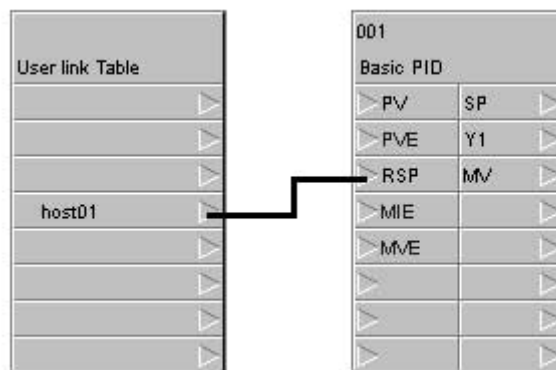 User link Table
host01
001
Basic PID
PV SP
PVE Y1
RSP MV
MIE
MVE